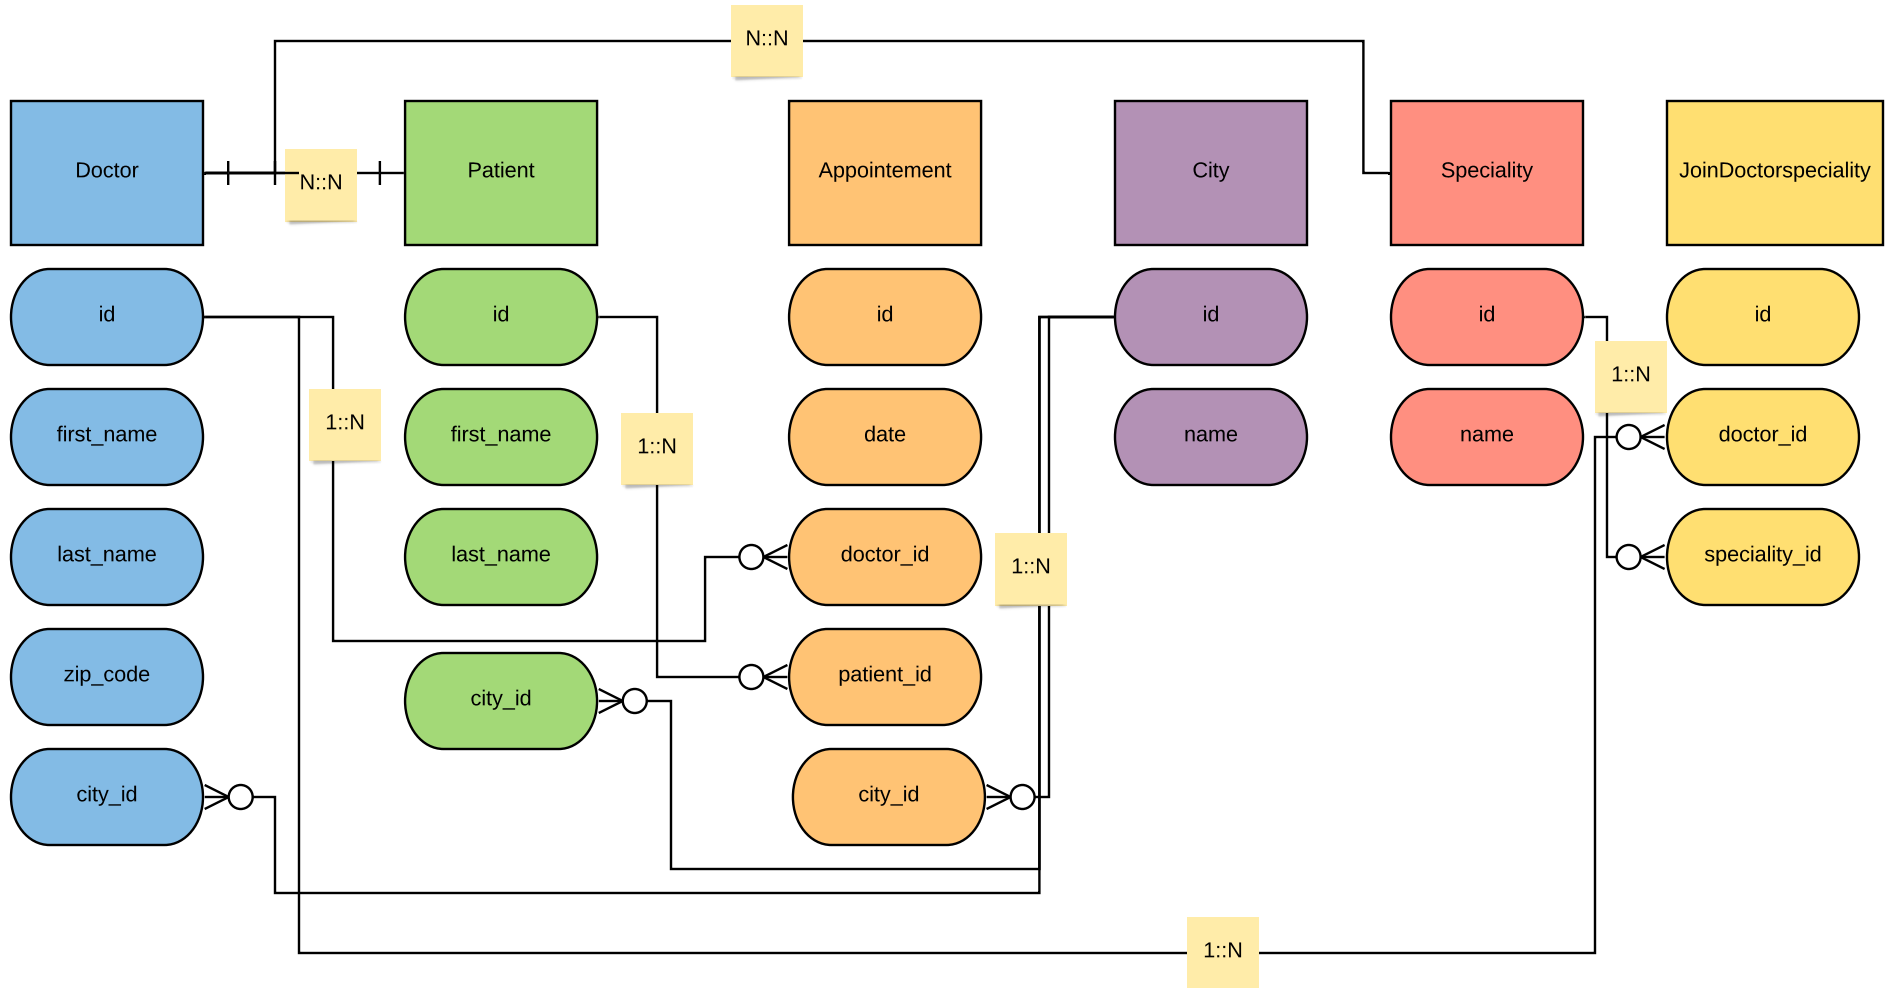 N::N
Doctor
N::N
Patient
Appointement
City
Speciality
JoinDoctorspeciality
id
id
id
id
id
id
first_name
first_name
date
name
name
doctor_id
1::N
1::N
1::N
last_name
last_name
doctor_id
1::N
speciality_id
zip_code
city_id
patient_id
city_id
city_id
1::N